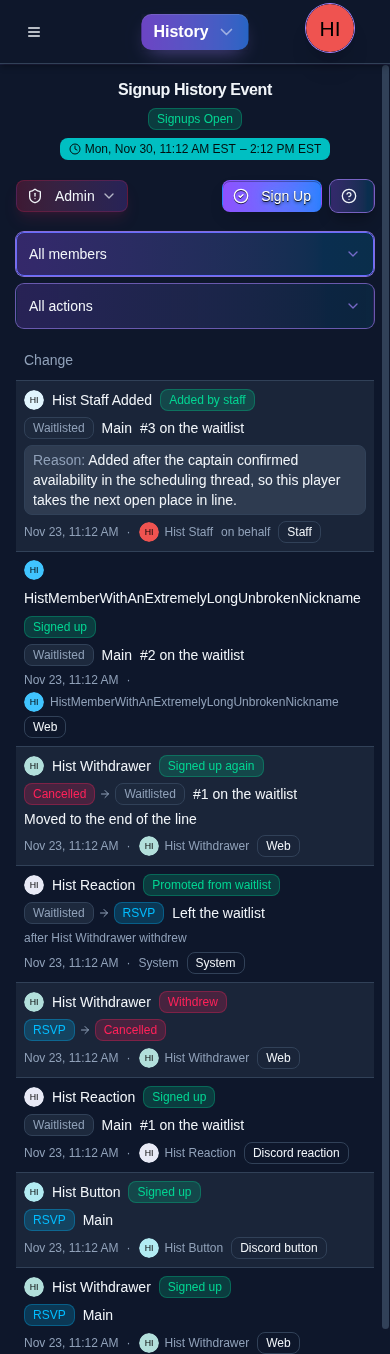 History
HI
Signup History Event
Signups Open
Mon, Nov 30, 11:12 AM EST – 2:12 PM EST
Admin
Sign Up
All members
All actions
Change
HI Hist Staff Added Added by staff
Waitlisted Main #3 on the waitlist
Reason: Added after the captain confirmed
availability in the scheduling thread, so this player
takes the next open place in line.
Nov 23, 11:12 AM · HI Hist Staff on behalf Staff
HI
HistMemberWithAnExtremelyLongUnbrokenNickname
Signed up
Waitlisted Main #2 on the waitlist
Nov 23, 11:12 AM ·
HI HistMemberWithAnExtremelyLongUnbrokenNickname
Web
HI Hist Withdrawer Signed up again
Cancelled → Waitlisted #1 on the waitlist
Moved to the end of the line
Nov 23, 11:12 AM · HI Hist Withdrawer Web
HI Hist Reaction Promoted from waitlist
Waitlisted → RSVP Left the waitlist
after Hist Withdrawer withdrew
Nov 23, 11:12 AM · System System
HI Hist Withdrawer Withdrew
RSVP → Cancelled
Nov 23, 11:12 AM · HI Hist Withdrawer Web
HI Hist Reaction Signed up
Waitlisted Main #1 on the waitlist
Nov 23, 11:12 AM · HI Hist Reaction Discord reaction
HI Hist Button Signed up
RSVP Main
Nov 23, 11:12 AM · HI Hist Button Discord button
HI Hist Withdrawer Signed up
RSVP Main
Nov 23, 11:12 AM · HI Hist Withdrawer Web